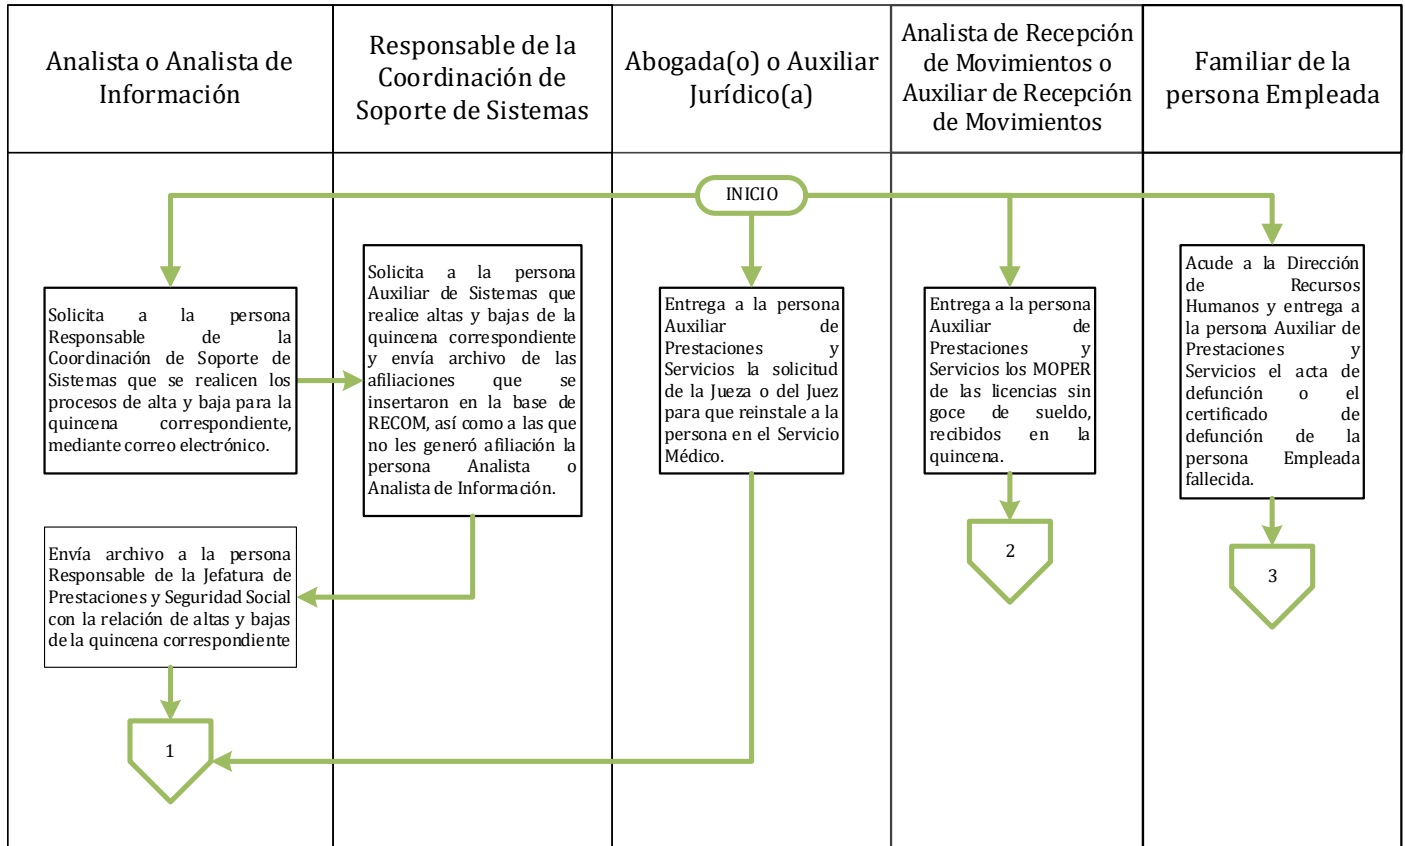 Analista o Analista de
Información
Responsable de la
Coordinación de
Soporte de Sistemas
Abogada(o) o Auxiliar
Jurídico(a)
Analista de Recepción
de Movimientos o
Auxiliar de Recepción
de Movimientos
Familiar de la
persona Empleada
INICIO
Solicita a la persona
Responsable de la
Coordinación de Soporte de
Sistemas que se realicen los
procesos de alta y baja para la
quincena correspondiente,
mediante correo electrónico.
Solicita a la persona
Auxiliar de Sistemas que
realice altas y bajas de la
quincena correspondiente
y envía archivo de las
afiliaciones que se
insertaron en la base de
RECOM, así como a las que
no les generó afiliación la
persona Analista o
Analista de Información.
Entrega a la persona
Auxiliar de
Prestaciones y
Servicios la solicitud
de la Jueza o del Juez
para que reinstale a la
persona en el Servicio
Médico.
Entrega a la persona
Auxiliar de
Prestaciones y
Servicios los MOPER
de las licencias sin
goce de sueldo,
recibidos en la
quincena.
Acude a la Dirección
de Recursos
Humanos y entrega a
la persona Auxiliar de
Prestaciones y
Servicios el acta de
defunción o el
certificado de
defunción de la
persona Empleada
fallecida.
Envía archivo a la persona
Responsable de la Jefatura de
Prestaciones y Seguridad Social
con la relación de altas y bajas
de la quincena correspondiente
2
3
1